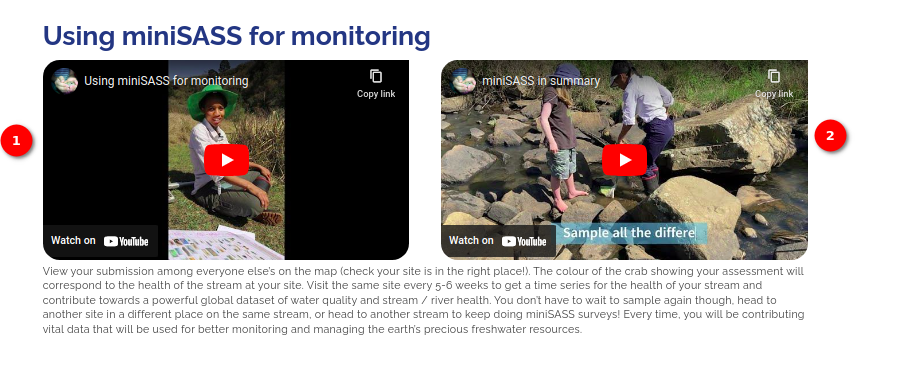 Using miniSASS for monitoring
Using miniSASS for monitoring
Copy link
miniSASS in summary
Copy link
1
2
Watch on YouTube
Sample all the differe
Watch on YouTube
View your submission among everyone else's on the map (check your site is in the right place!). The colour of the crab showing your assessment will
correspond to the health of the stream at your site. Visit the same site every 5-6 weeks to get a time series for the health of your stream and
contribute towards a powerful global dataset of water quality and stream / river health. You don't have to wait to sample again though, head to
another site in a different place on the same stream, or head to another stream to keep doing miniSASS surveys! Every time, you will be contributing
vital data that will be used for better monitoring and managing the earth's precious freshwater resources.